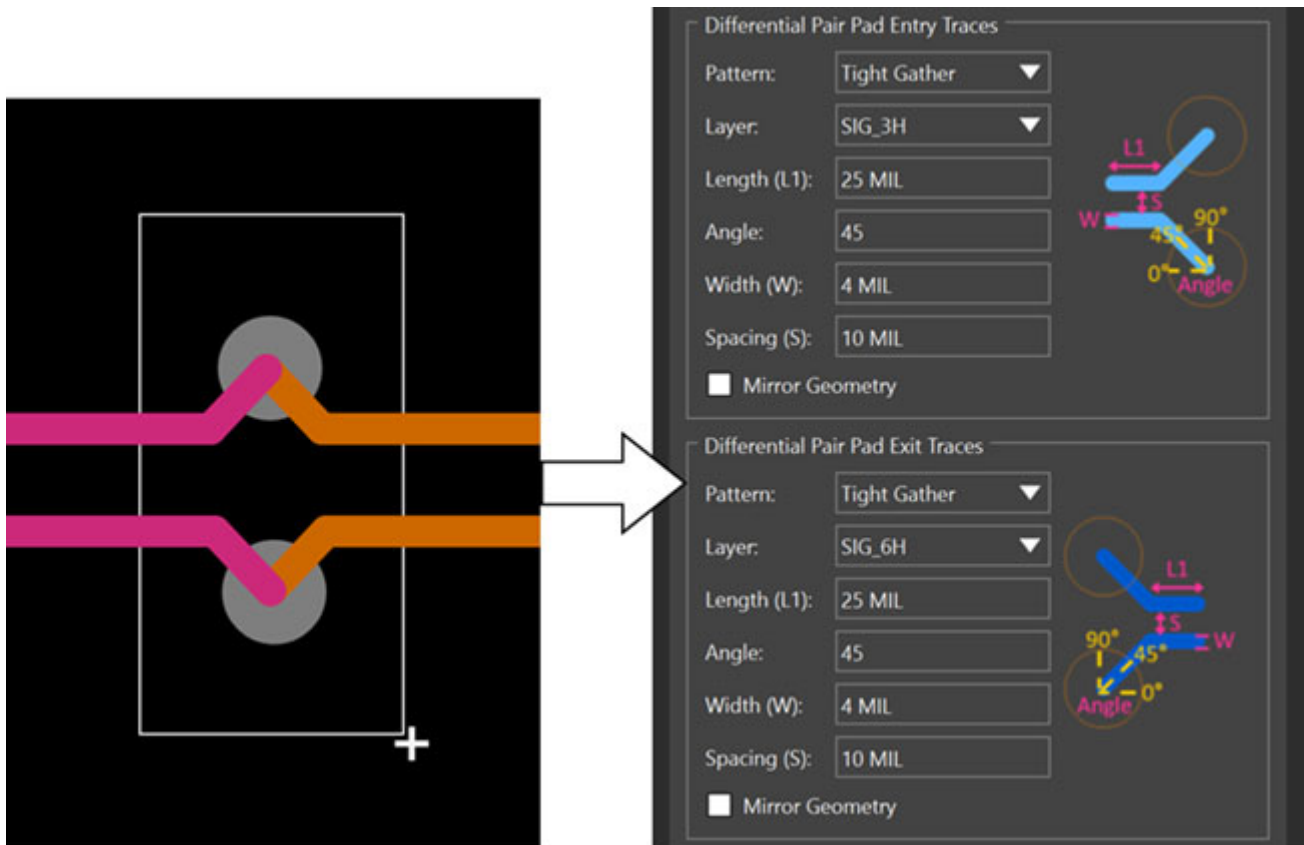 Differential Pair Pad Entry Traces
Pattern: Tight Gather
Layer: SIG_3H
Length (L1): 25 MIL
Angle: 45
Width (W): 4 MIL
Spacing (S): 10 MIL
Mirror Geometry
L1
S
W
90°
45°
0°
Angle
Differential Pair Pad Exit Traces
Pattern: Tight Gather
Layer: SIG_6H
Length (L1): 25 MIL
Angle: 45
Width (W): 4 MIL
Spacing (S): 10 MIL
Mirror Geometry
L1
S
W
90°
45°
0°
Angle